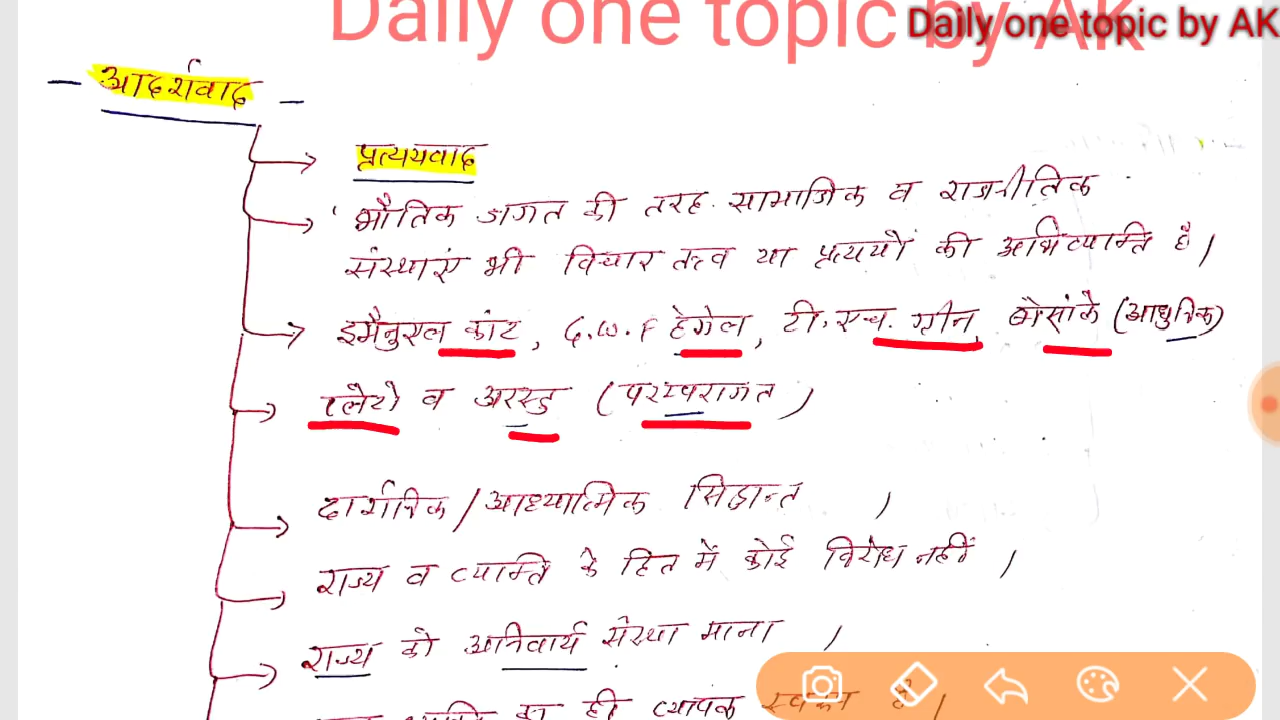 Daily one topic by AK
Daily one topic by AK
- आदर्शवाद -
प्रत्ययवाद
' भौतिक जगत की तरह सामाजिक व राजनीतिक
संस्थाएं भी विचार तत्व या प्रत्ययों की अभिव्यक्ति है।
इमैनुएल कांट, G.W.F हेगेल, टी. एच. ग्रीन, बोसांके (आधुनिक)
प्लेटो व अरस्तु (परम्परागत)
दार्शनिक/आध्यात्मिक सिद्धान्त ,
राज्य व व्यक्ति के हित में कोई विरोध नहीं ,
राज्य को अनिवार्य संस्था माना ,
का ही व्यापक